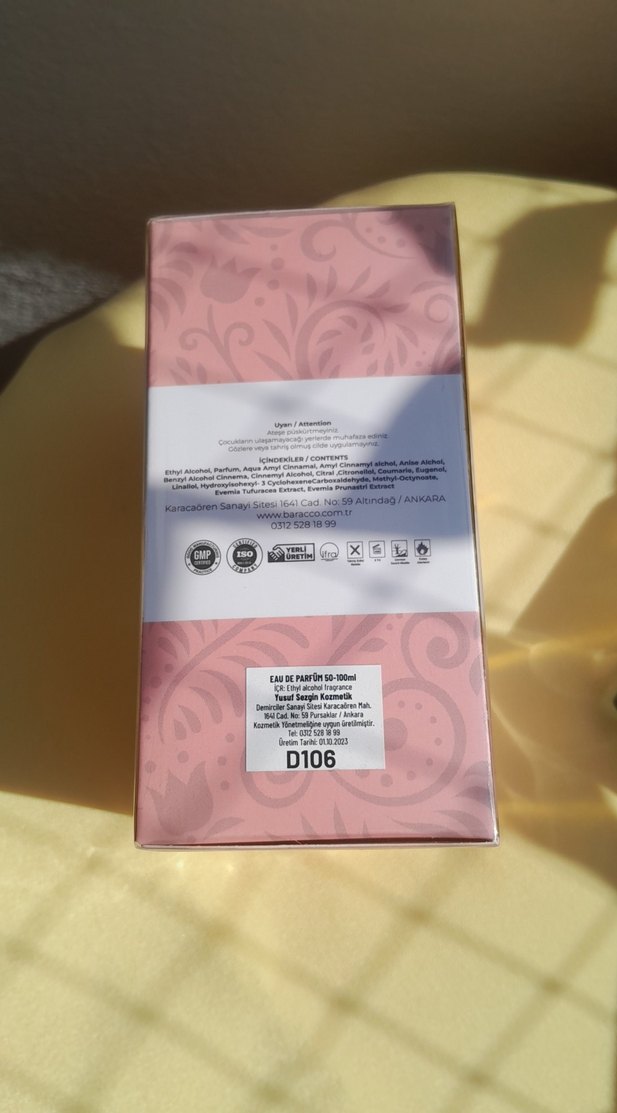 Uyarı / Attention
Ateşe püskürtmeyiniz.
Çocukların ulaşamayacağı yerlerde muhafaza ediniz.
Gözlere veya tahriş olmuş cilde uygulamayınız.
İÇİNDEKİLER / CONTENTS
Ethyl Alcohol, Parfum, Aqua Amyl Cinnamal, Amyl Cinnamyl alchol, Anise Alchol,
Benzyl Alcohol Cinnema, Cinnemyl Alcohol, Citral ,Citronellol, Coumarie, Eugenol,
Linallol, Hydroxyisohexyl- 3 CyclohexeneCarboxaldehyde, Methyl-Octynoate,
Evemia Tufuracea Extract, Evemia Prunastri Extract
Karacaören Sanayi Sitesi 1641 Cad. No: 59 Altındağ / ANKARA
www.baracco.com.tr
0312 528 18 99
GMP
CERTIFIED
ISO
COMPANY
YERLİ
ÜRETİM
ifra
EAU DE PARFÜM 50-100ml
İÇR: Ethyl alcohol fragrance
Yusuf Sezgin Kozmetik
Demirciler Sanayi Sitesi Karacaören Mah.
1641 Cad. No: 59 Pursaklar / Ankara
Kozmetik Yönetmeliğine uygun üretilmiştir.
Tel: 0312 528 18 99
Üretim Tarihi: 01.10.2023
D106